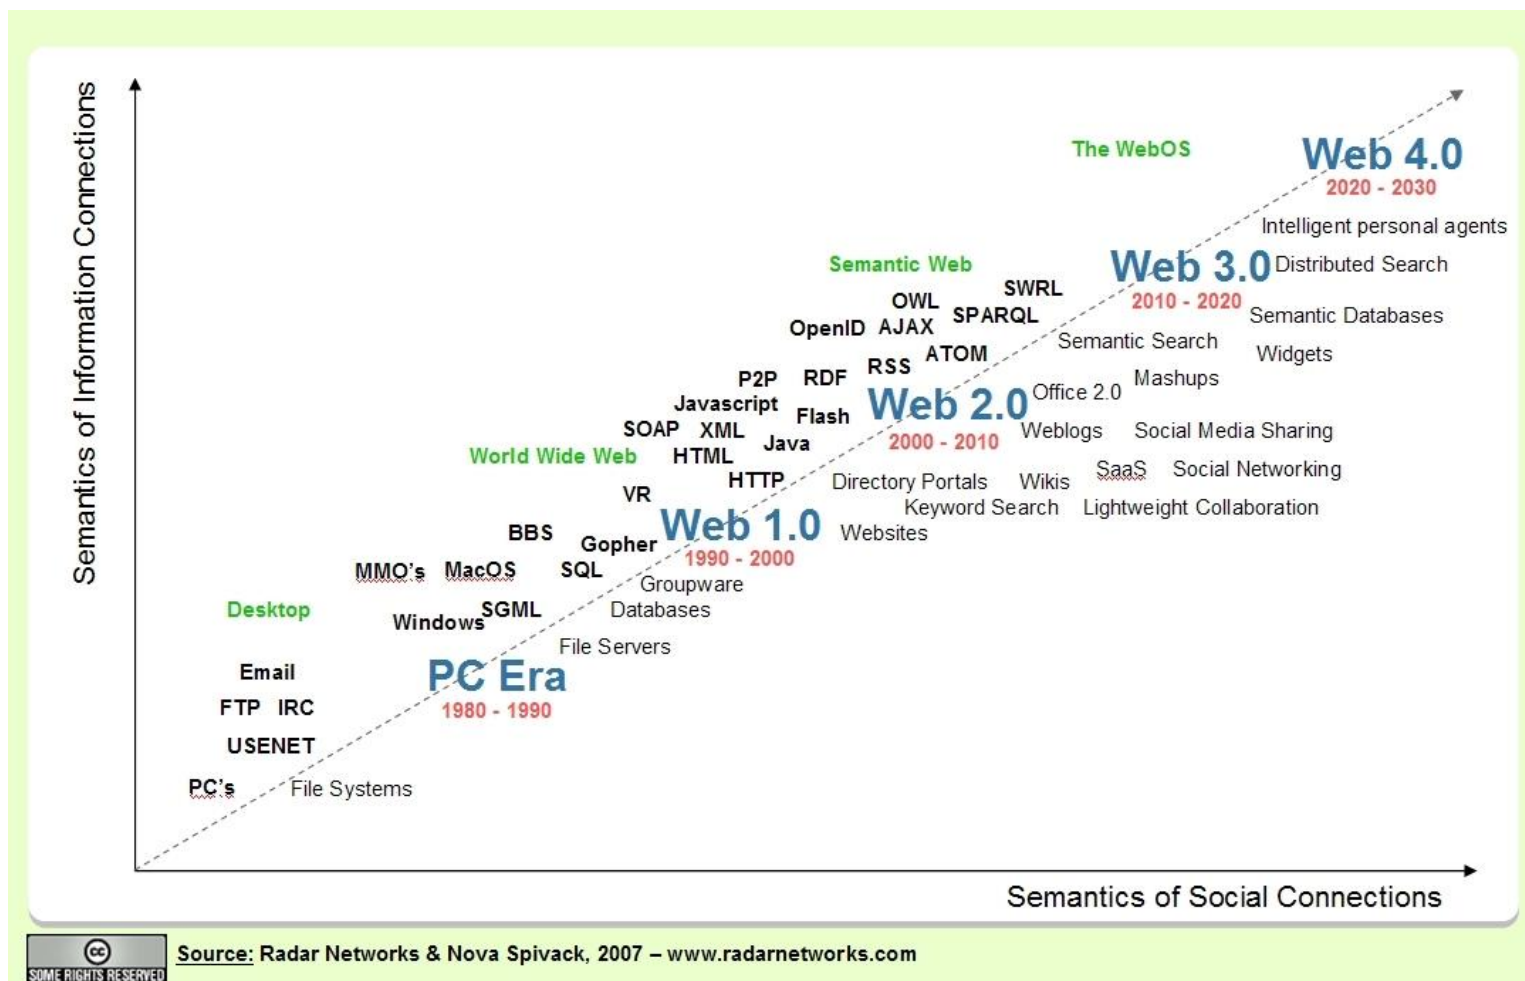 Semantics of Information Connections
The WebOS
Web 4.0
2020 - 2030
Intelligent personal agents
Semantic Web
Web 3.0
Distributed Search
SWRL
2010 - 2020
OWL
SPARQL
Semantic Databases
OpenID
AJAX
Semantic Search
ATOM
Widgets
RSS
P2P
RDF
Mashups
Office 2.0
Javascript
Web 2.0
Flash
SOAP
XML
2000 - 2010
Weblogs
Social Media Sharing
Java
World Wide Web
HTML
SaaS
Social Networking
HTTP
Directory Portals
Wikis
VR
Keyword Search
Lightweight Collaboration
Web 1.0
BBS
Websites
Gopher
1990 - 2000
MMO's
MacOS
SQL
Groupware
Desktop
SGML
Databases
Windows
File Servers
Email
PC Era
FTP
IRC
1980 - 1990
USENET
PC's
File Systems
Semantics of Social Connections
cc
SOME RIGHTS RESERVED
Source: Radar Networks & Nova Spivack, 2007 – www.radarnetworks.com